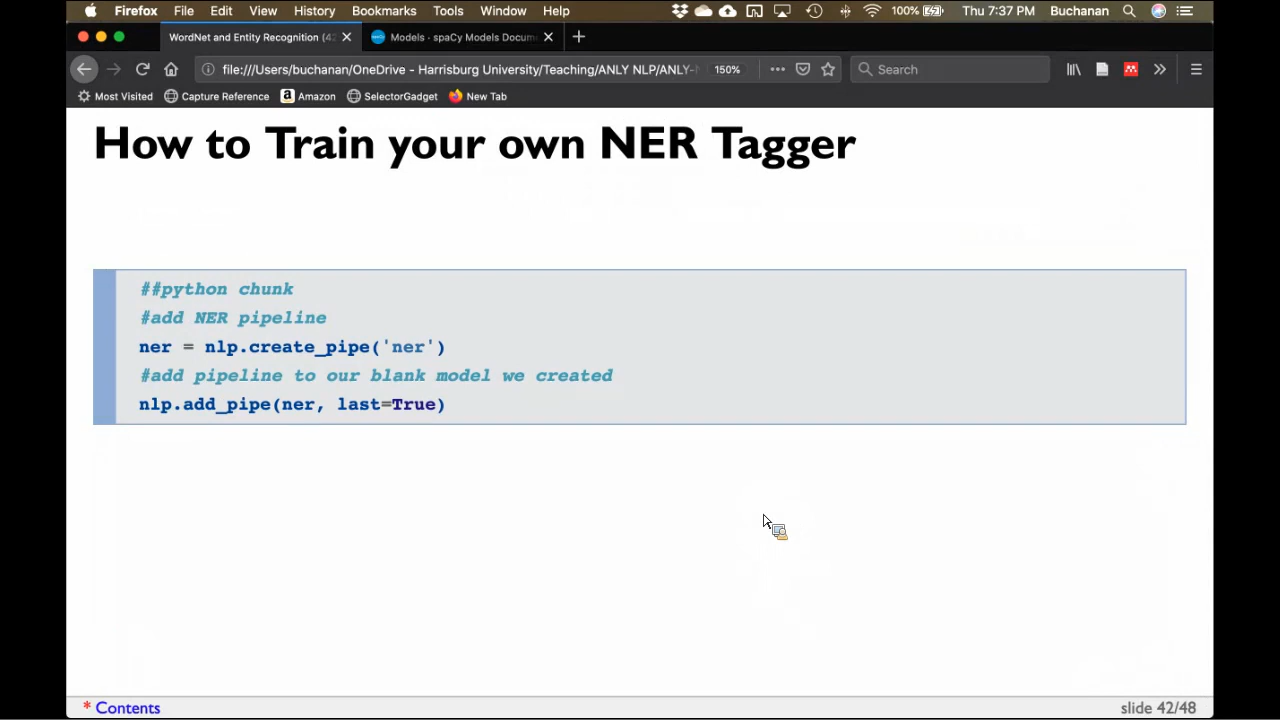 Firefox File Edit View History Bookmarks Tools Window Help 100% Thu 7:37 PM Buchanan
WordNet and Entity Recognition (42 Models - spaCy Models Docum
file:///Users/buchanan/OneDrive - Harrisburg University/Teaching/ANLY NLP/ANLY- 150% Search
Most Visited Capture Reference Amazon SelectorGadget New Tab
How to Train your own NER Tagger
##python chunk
#add NER pipeline
ner = nlp.create_pipe('ner')
#add pipeline to our blank model we created
nlp.add_pipe(ner, last=True)
* Contents slide 42/48